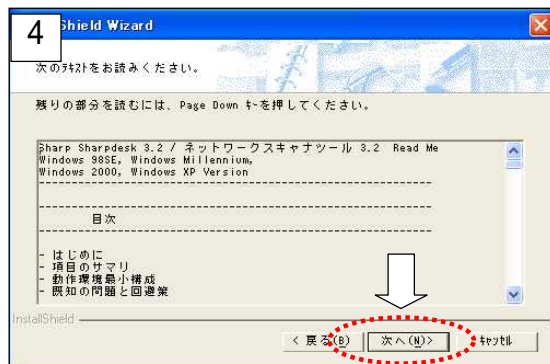 4
Shield Wizard
次のﾃｷｽﾄをお読みください。
残りの部分を読むには、Page Down ｷｰを押してください。
Sharp Sharpdesk 3.2 / ネットワークスキャナツール 3.2 Read Me
Windows 98SE, Windows Millennium,
Windows 2000, Windows XP Version
--------------------------------------------------------
--------------------------------------------------------
目次
--------------------------------------------------------
- はじめに
- 項目のサマリ
- 動作環境最小構成
- 既知の問題と回避策
InstallShield
< 戻る(B) 次へ(N)> ｷｬﾝｾﾙ